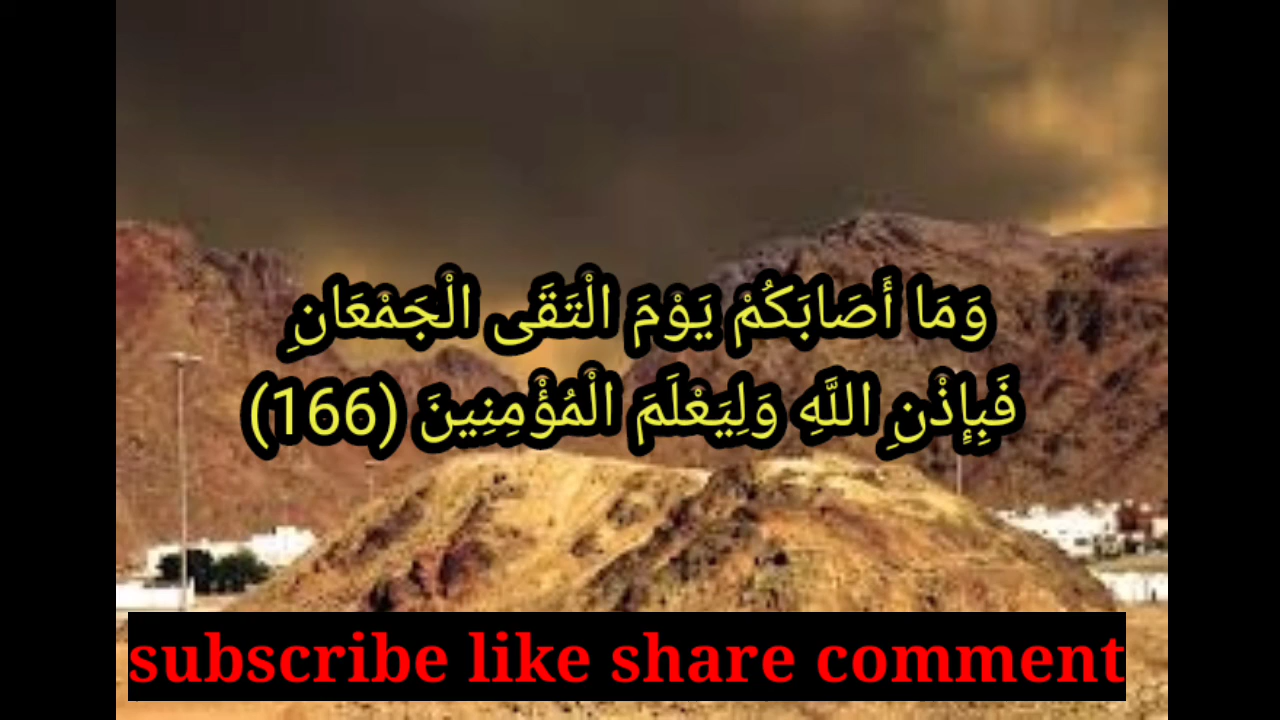 وَمَا أَصَابَكُمْ يَوْمَ الْتَقَى الْجَمْعَانِ
فَبِإِذْنِ اللَّهِ وَلِيَعْلَمَ الْمُؤْمِنِينَ (166)
subscribe like share comment